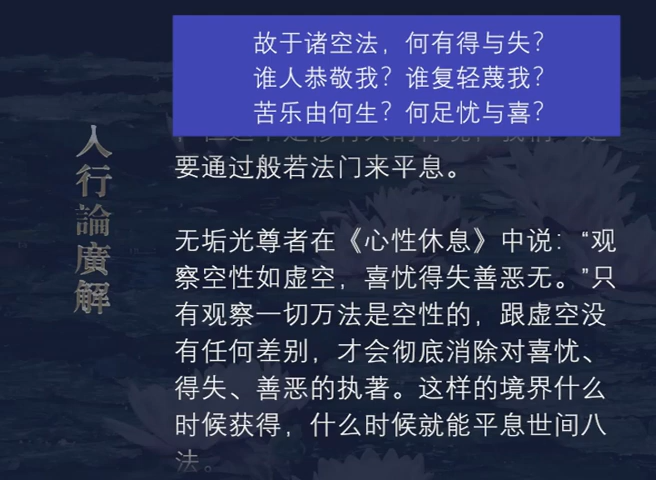 故于诸空法，何有得与失？
谁人恭敬我？谁复轻蔑我？
苦乐由何生？何足忧与喜？
要通过般若法门来平息。
无垢光尊者在《心性休息》中说：“观
察空性如虚空，喜忧得失善恶无。”只
有观察一切万法是空性的，跟虚空没
有任何差别，才会彻底消除对喜忧、
得失、善恶的执著。这样的境界什么
时候获得，什么时候就能平息世间八
法。
入行論廣解